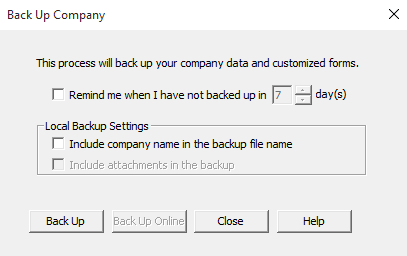 Back Up Company
This process will back up your company data and customized forms.
Remind me when I have not backed up in 7 day(s)
Local Backup Settings
Include company name in the backup file name
Include attachments in the backup
Back Up Back Up Online Close Help